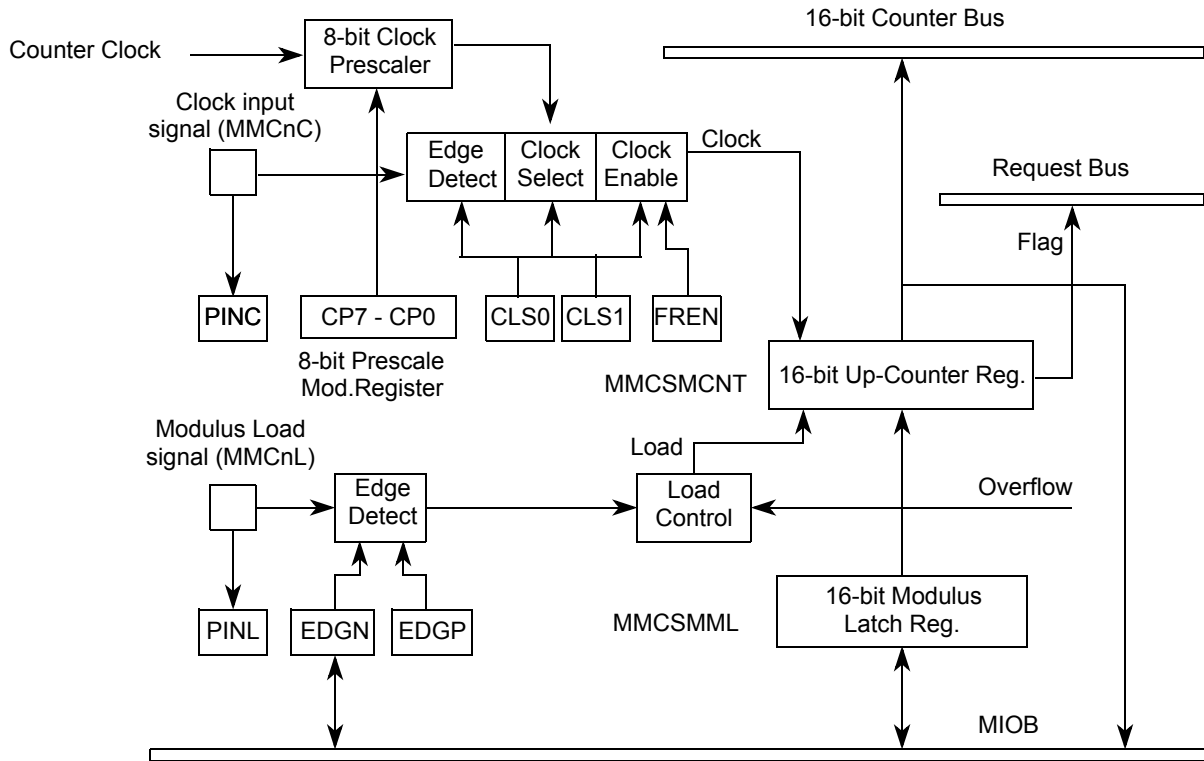 16-bit Counter Bus
Counter Clock
8-bit Clock
Prescaler
Clock input
signal (MMCnC)
Edge
Detect
Clock
Select
Clock
Enable
Clock
Request Bus
Flag
PINC
CP7 - CP0
CLS0
CLS1
FREN
8-bit Prescale
Mod.Register
MMCSMCNT
16-bit Up-Counter Reg.
Modulus Load
signal (MMCnL)
Load
Edge
Detect
Load
Control
Overflow
PINL
EDGN
EDGP
MMCSMML
16-bit Modulus
Latch Reg.
MIOB